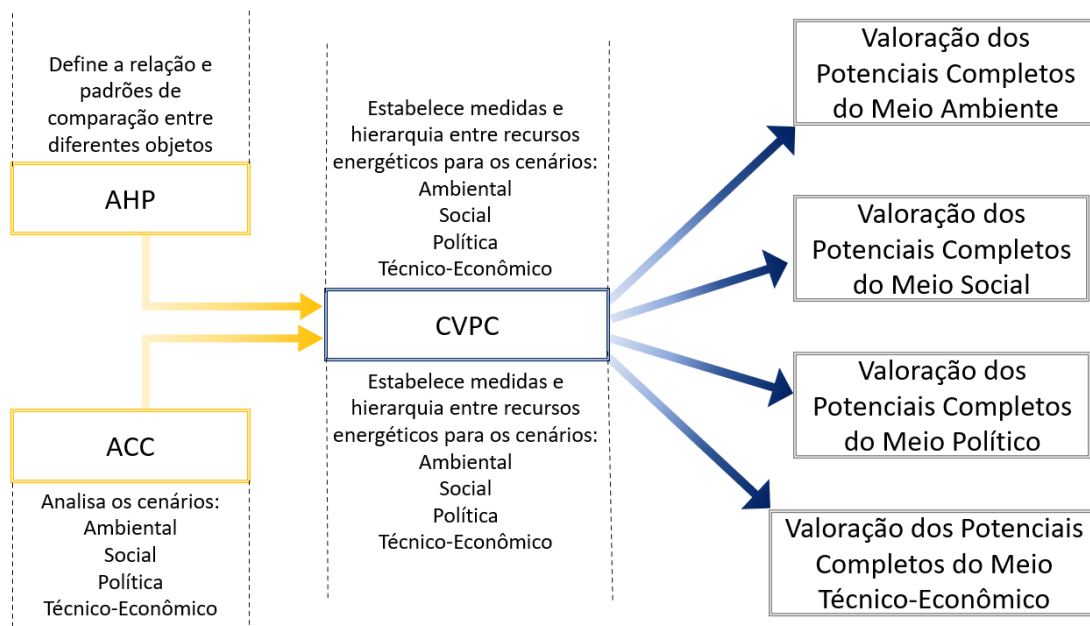 Define a relação e
padrões de
comparação entre
diferentes objetos
AHP
ACC
Analisa os cenários:
Ambiental
Social
Política
Técnico-Econômico
Estabelece medidas e
hierarquia entre recursos
energéticos para os cenários:
Ambiental
Social
Política
Técnico-Econômico
CVPC
Estabelece medidas e
hierarquia entre recursos
energéticos para os cenários:
Ambiental
Social
Política
Técnico-Econômico
Valoração dos
Potenciais Completos
do Meio Ambiente
Valoração dos
Potenciais Completos
do Meio Social
Valoração dos
Potenciais Completos
do Meio Político
Valoração dos Potenciais
Completos do Meio
Técnico-Econômico